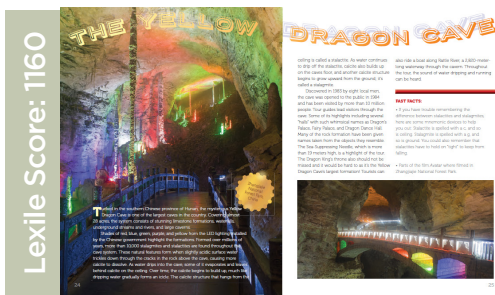 Lexile Score: 1160
THE YELLOW
DRAGON CAVE
Tucked in the southern Chinese province of Hunan, the mysterious Yellow
Dragon Cave is one of the largest caves in the country. Covering almost
acres, the system consists of stunning limestone formations, waterfalls,
underground streams and rivers, and large caverns.
Shades of red, blue, green, purple, and yellow from the LED lighting installed
by the Chinese government highlight the formations. Formed over millions of
years, more than 10,000 stalagmites and stalactites are found throughout this
cave system. These natural features form when slightly acidic surface water
trickles down through the cracks in the rock above the cave, causing more
calcite to dissolve. As water drips into the cave, some of it evaporates and leaves
behind calcite on the ceiling. Over time, the calcite begins to build up, much like
dripping water gradually forms an icicle. The calcite structure that hangs from the
24
ceiling is called a stalactite. As water continues
to drip off the stalactite, calcite also builds up
on the cave's floor, and another calcite structure
begins to grow upward from the ground; it's
called a stalagmite.
Discovered in 1983 by eight local men,
the cave was opened to the public in 1984
and has been visited by more than 10 million
people. Tour guides lead visitors through the
cave. Some of its highlights including several
"halls" with such whimsical names as Dragon's
Palace, Fairy Palace, and Dragon Dance Hall.
Many of the rock formations have been given
names taken from the objects they resemble.
The Sea Suppressing Needle, which is more
than 19 meters high, is a highlight of the tour.
The Dragon King's throne also should not be
missed and it would be hard to as it's the Yellow
Dragon Cave's largest formation! Tourists can
also ride a boat along Rattle River, a 2,800 meter-
long waterway through the cavern. Throughout
the tour, the sound of water dripping and running
can be heard.
FAST FACTS:
• If you have trouble remembering the
difference between stalactites and stalagmites,
here are some mnemonic devices to help
you out. Stalactite is spelled with a c, and so
is ceiling. Stalagmite is spelled with a g, and
so is ground. You could also remember that
stalactites have to hold on "tight" to keep from
falling.
• Parts of the film Avatar where filmed in
Zhangjiajie National Forest Park.
25